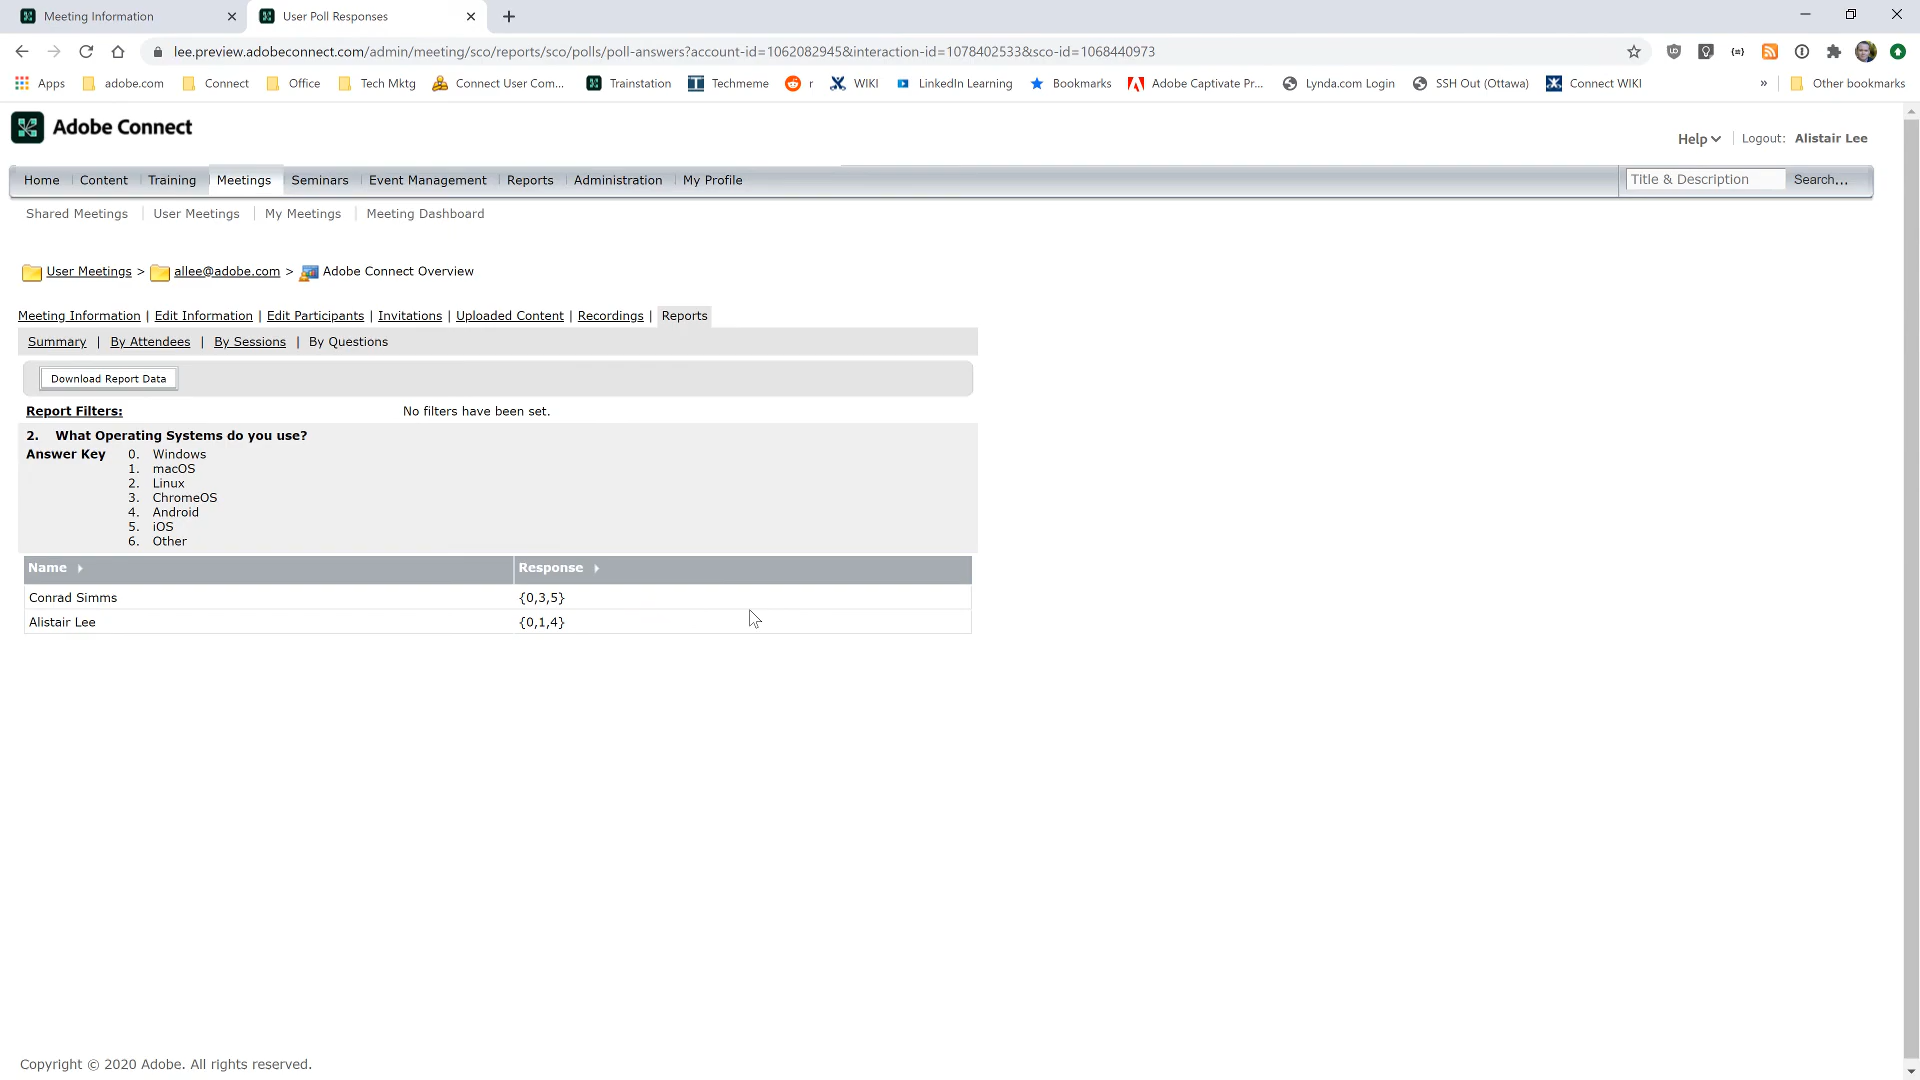 Meeting Information
User Poll Responses
lee.preview.adobeconnect.com/admin/meeting/sco/reports/sco/polls/poll-answers?account-id=1062082945&interaction-id=1078402533&sco-id=1068440973
Apps adobe.com Connect Office Tech Mktg Connect User Com... Trainstation Techmeme r WIKI LinkedIn Learning Bookmarks Adobe Captivate Pr... Lynda.com Login SSH Out (Ottawa) Connect WIKI » Other bookmarks
Adobe Connect
Help Logout: Alistair Lee
Home Content Training Meetings Seminars Event Management Reports Administration My Profile Title & Description Search...
Shared Meetings User Meetings My Meetings Meeting Dashboard
User Meetings > allee@adobe.com > Adobe Connect Overview
Meeting Information | Edit Information | Edit Participants | Invitations | Uploaded Content | Recordings | Reports
Summary | By Attendees | By Sessions | By Questions
Download Report Data
Report Filters: No filters have been set.
2. What Operating Systems do you use?
Answer Key 0. Windows
1. macOS
2. Linux
3. ChromeOS
4. Android
5. iOS
6. Other
Name Response
Conrad Simms {0,3,5}
Alistair Lee {0,1,4}
Copyright © 2020 Adobe. All rights reserved.